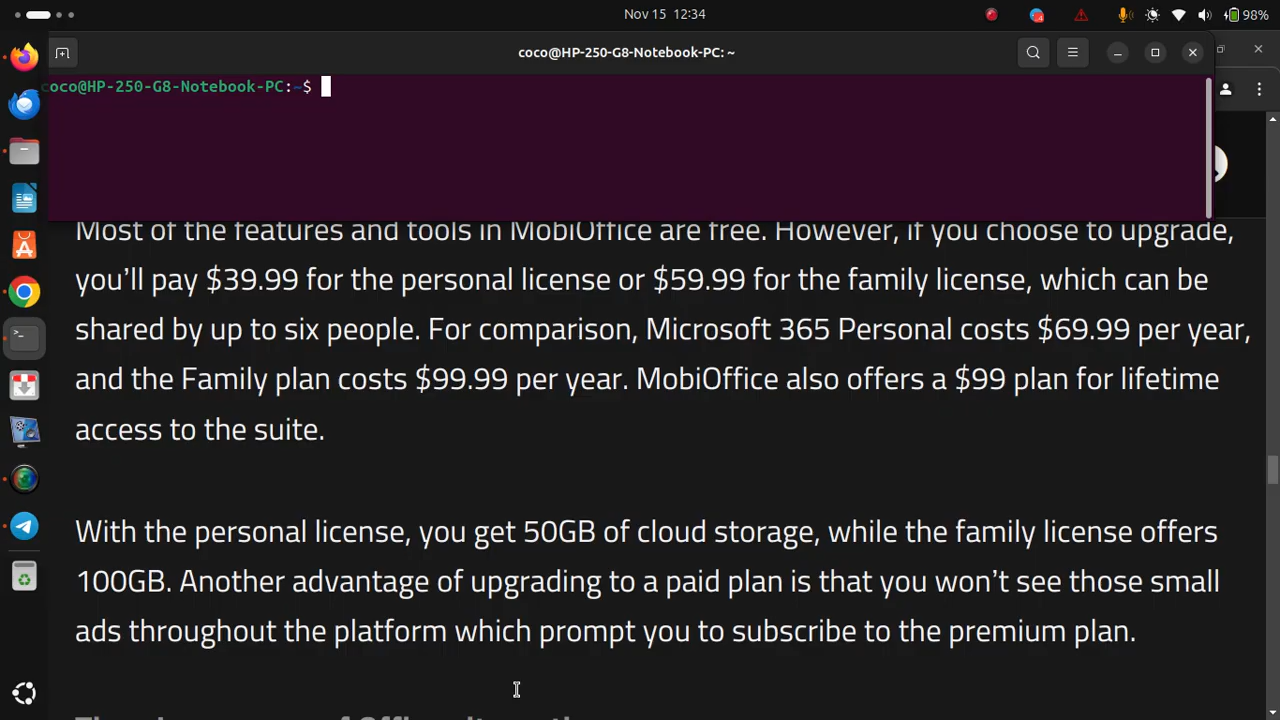 Nov 15 12:34
98%
coco@HP-250-G8-Notebook-PC: ~
coco@HP-250-G8-Notebook-PC:~$
Most of the features and tools in MobiOffice are free. However, if you choose to upgrade,
you'll pay $39.99 for the personal license or $59.99 for the family license, which can be
shared by up to six people. For comparison, Microsoft 365 Personal costs $69.99 per year,
and the Family plan costs $99.99 per year. MobiOffice also offers a $99 plan for lifetime
access to the suite.
With the personal license, you get 50GB of cloud storage, while the family license offers
100GB. Another advantage of upgrading to a paid plan is that you won't see those small
ads throughout the platform which prompt you to subscribe to the premium plan.